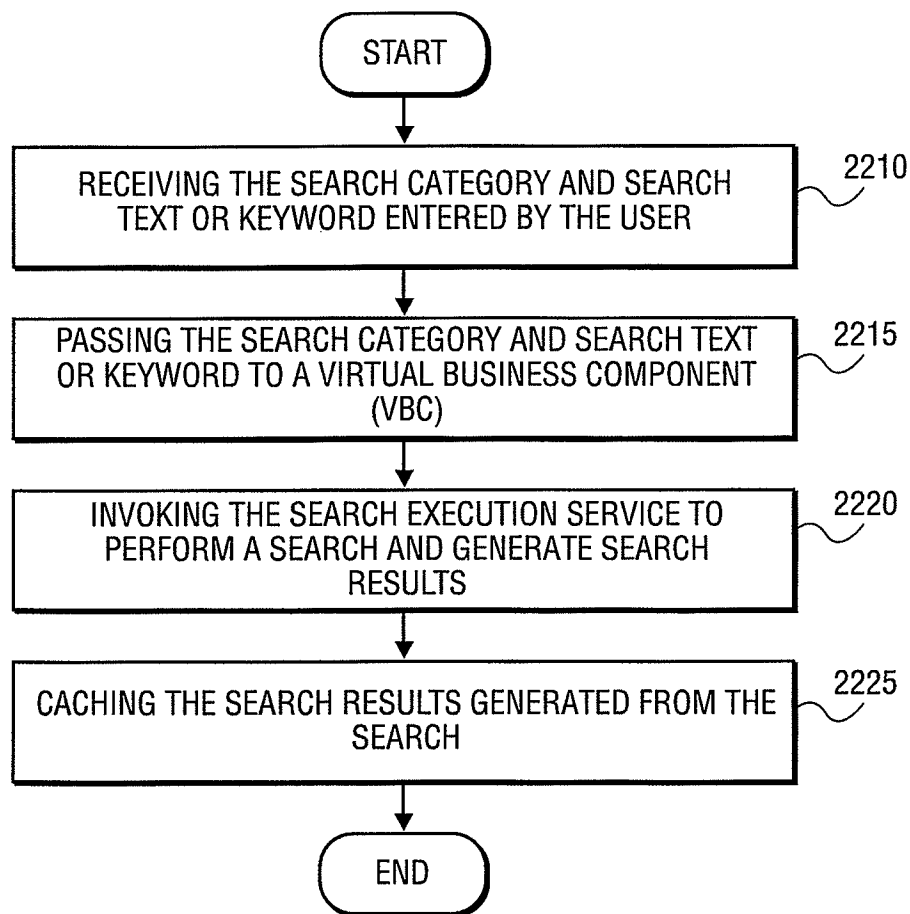 START
RECEIVING THE SEARCH CATEGORY AND SEARCH
TEXT OR KEYWORD ENTERED BY THE USER
2210
PASSING THE SEARCH CATEGORY AND SEARCH TEXT
OR KEYWORD TO A VIRTUAL BUSINESS COMPONENT
(VBC)
2215
INVOKING THE SEARCH EXECUTION SERVICE TO
PERFORM A SEARCH AND GENERATE SEARCH
RESULTS
2220
CACHING THE SEARCH RESULTS GENERATED FROM THE
SEARCH
2225
END